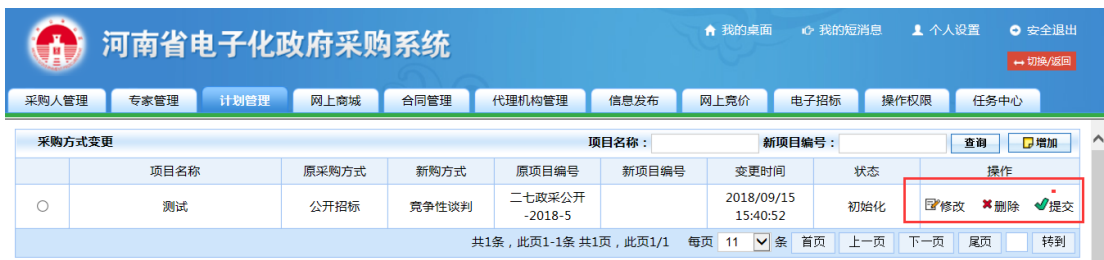 我的桌面 我的短消息 个人设置 安全退出
河南省电子化政府采购系统
切换/返回
采购人管理 专家管理 计划管理 网上商城 合同管理 代理机构管理 信息发布 网上竞价 电子招标 操作权限 任务中心
采购方式变更 项目名称： 新项目编号： 查询 增加
项目名称 原采购方式 新购方式 原项目编号 新项目编号 变更时间 状态 操作
测试 公开招标 竞争性谈判 二七政采公开-2018-5 2018/09/15 15:40:52 初始化 修改 删除 提交
共1条，此页1-1条 共1页，此页1/1 每页 11 条 首页 上一页 下一页 尾页 转到